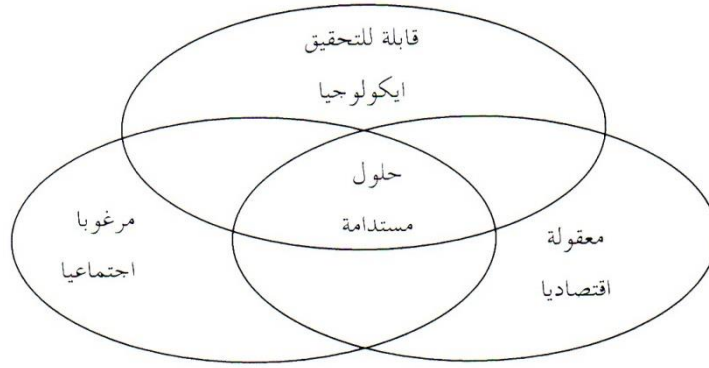 قابلة للتحقيق
ايكولوجيا
حلول
مستدامة
معقولة
اقتصاديا
مرغوبا
اجتماعيا